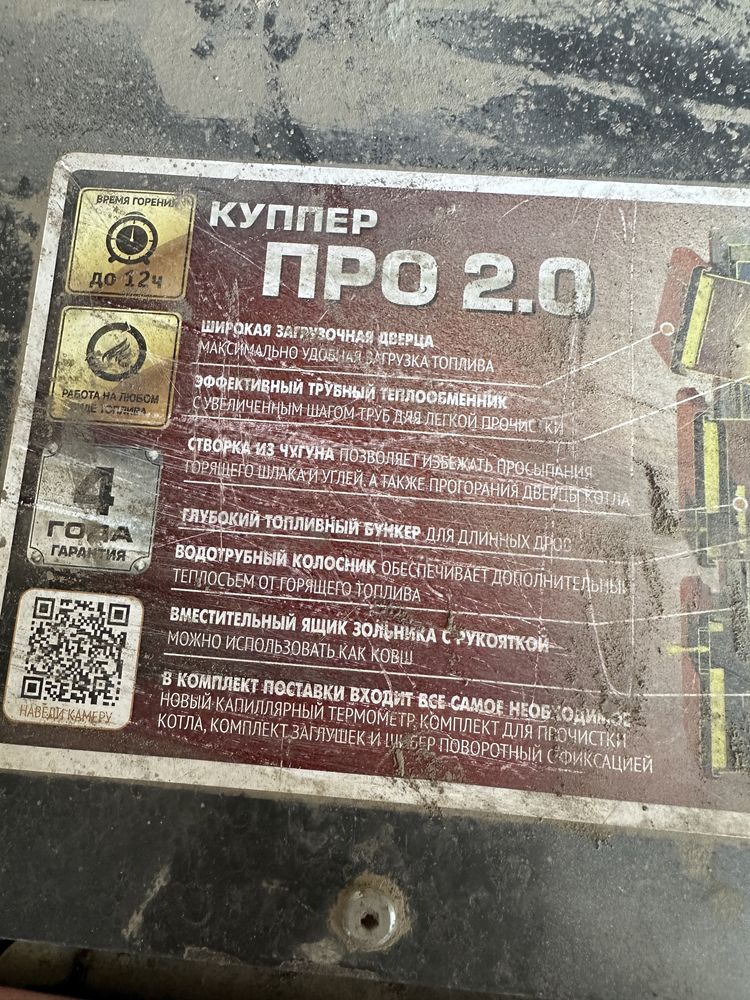 ВРЕМЯ ГОРЕНИЯ
ДО 12Ч
КУППЕР
ПРО 2.0
ШИРОКАЯ ЗАГРУЗОЧНАЯ ДВЕРЦА
МАКСИМАЛЬНО УДОБНАЯ ЗАГРУЗКА ТОПЛИВА
РАБОТА НА ЛЮБОМ
ВИДЕ ТОПЛИВА
ЭФФЕКТИВНЫЙ ТРУБНЫЙ ТЕПЛООБМЕННИК
С УВЕЛИЧЕННЫМ ШАГОМ ТРУБ ДЛЯ ЛЕГКОЙ ПРОЧИСТКИ
СТВОРКА ИЗ ЧУГУНА ПОЗВОЛЯЕТ ИЗБЕЖАТЬ ПРОСЫПАНИЯ
ГОРЯЩЕГО ШЛАКА И УГЛЕЙ, А ТАКЖЕ ПРОГОРАНИЯ ДВЕРЦЫ КОТЛА
4
ГОДА
ГАРАНТИЯ
ГЛУБОКИЙ ТОПЛИВНЫЙ БУНКЕР ДЛЯ ДЛИННЫХ ДРОВ
ВОДОТРУБНЫЙ КОЛОСНИК ОБЕСПЕЧИВАЕТ ДОПОЛНИТЕЛЬНЫЙ
ТЕПЛОСЪЕМ ОТ ГОРЯЩЕГО ТОПЛИВА
ВМЕСТИТЕЛЬНЫЙ ЯЩИК ЗОЛЬНИКА С РУКОЯТКОЙ
МОЖНО ИСПОЛЬЗОВАТЬ КАК КОВШ
НАВЕДИ КАМЕРУ
В КОМПЛЕКТ ПОСТАВКИ ВХОДИТ ВСЕ САМОЕ НЕОБХОДИМОЕ
НОВЫЙ КАПИЛЛЯРНЫЙ ТЕРМОМЕТР, КОМПЛЕКТ ДЛЯ ПРОЧИСТКИ
КОТЛА, КОМПЛЕКТ ЗАГЛУШЕК И ШИБЕР ПОВОРОТНЫЙ С ФИКСАЦИЕЙ